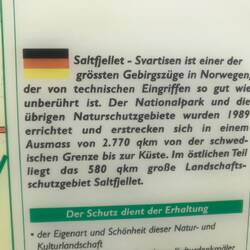 Saltfjellet - Svartisen ist einer der
grössten Gebirgszüge in Norwegen,
der von technischen Eingriffen so gut wie
unberührt ist. Der Nationalpark und die
übrigen Naturschutzgebiete wurden 1989
errichtet und erstrecken sich in einem
Ausmass von 2.770 qkm von der schwed-
ischen Grenze bis zur Küste. Im östlichen Teil
liegt das 580 qkm große Landschafts-
schutzgebiet Saltfjellet.
Der Schutz dient der Erhaltung
• der Eigenart und Schönheit dieser Natur- und
Kulturlandschaft